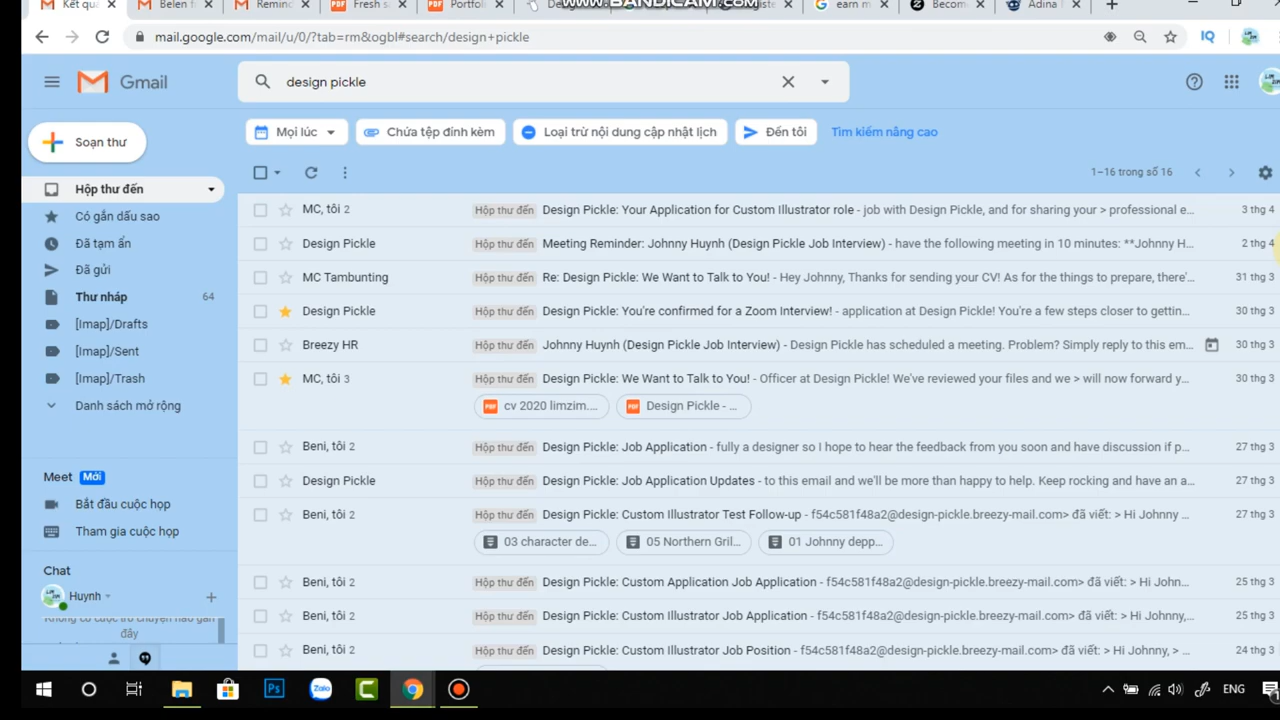 Kết quả
Belen f
Remind
Fresh s
Portfoli
Desi
www.BANDICAM.com
giste
earn m
Becom
Adina
mail.google.com/mail/u/0/?tab=rm&ogbl#search/design+pickle
IQ
Gmail
design pickle
Mọi lúc
Chứa tệp đính kèm
Loại trừ nội dung cập nhật lịch
Đến tôi
Tìm kiếm nâng cao
Soạn thư
1–16 trong số 16
Hộp thư đến
Có gắn dấu sao
Đã tạm ẩn
Đã gửi
Thư nháp 64
[Imap]/Drafts
[Imap]/Sent
[Imap]/Trash
Danh sách mở rộng
Meet Mới
Bắt đầu cuộc họp
Tham gia cuộc họp
Chat
Huynh
Không có cuộc trò chuyện nào gần
đây
MC, tôi 2 Hộp thư đến Design Pickle: Your Application for Custom Illustrator role - job with Design Pickle, and for sharing your > professional e... 3 thg 4
Design Pickle Hộp thư đến Meeting Reminder: Johnny Huynh (Design Pickle Job Interview) - have the following meeting in 10 minutes: **Johnny H... 2 thg 4
MC Tambunting Hộp thư đến Re: Design Pickle: We Want to Talk to You! - Hey Johnny, Thanks for sending your CV! As for the things to prepare, there'... 31 thg 3
Design Pickle Hộp thư đến Design Pickle: You're confirmed for a Zoom Interview! - application at Design Pickle! You're a few steps closer to gettin... 30 thg 3
Breezy HR Hộp thư đến Johnny Huynh (Design Pickle Job Interview) - Design Pickle has scheduled a meeting. Problem? Simply reply to this em... 30 thg 3
MC, tôi 3 Hộp thư đến Design Pickle: We Want to Talk to You! - Officer at Design Pickle! We've reviewed your files and we > will now forward y... 30 thg 3
PDF cv 2020 limzim.... PDF Design Pickle - ...
Beni, tôi 2 Hộp thư đến Design Pickle: Job Application - fully a designer so I hope to hear the feedback from you soon and have discussion if p... 27 thg 3
Design Pickle Hộp thư đến Design Pickle: Job Application Updates - to this email and we'll be more than happy to help. Keep rocking and have an a... 27 thg 3
Beni, tôi 2 Hộp thư đến Design Pickle: Custom Illustrator Test Follow-up - f54c581f48a2@design-pickle.breezy-mail.com> đã viết: > Hi Johnny ... 27 thg 3
03 character de... 05 Northern Gril... 01 Johnny depp...
Beni, tôi 2 Hộp thư đến Design Pickle: Custom Application Job Application - f54c581f48a2@design-pickle.breezy-mail.com> đã viết: > Hi John... 25 thg 3
Beni, tôi 2 Hộp thư đến Design Pickle: Custom Illustrator Job Application - f54c581f48a2@design-pickle.breezy-mail.com> đã viết: > Hi Johnny,... 25 thg 3
Beni, tôi 2 Hộp thư đến Design Pickle: Custom Illustrator Job Position - f54c581f48a2@design-pickle.breezy-mail.com> đã viết: > Hi Johnny, > ... 24 thg 3
Ps
Zalo
ENG